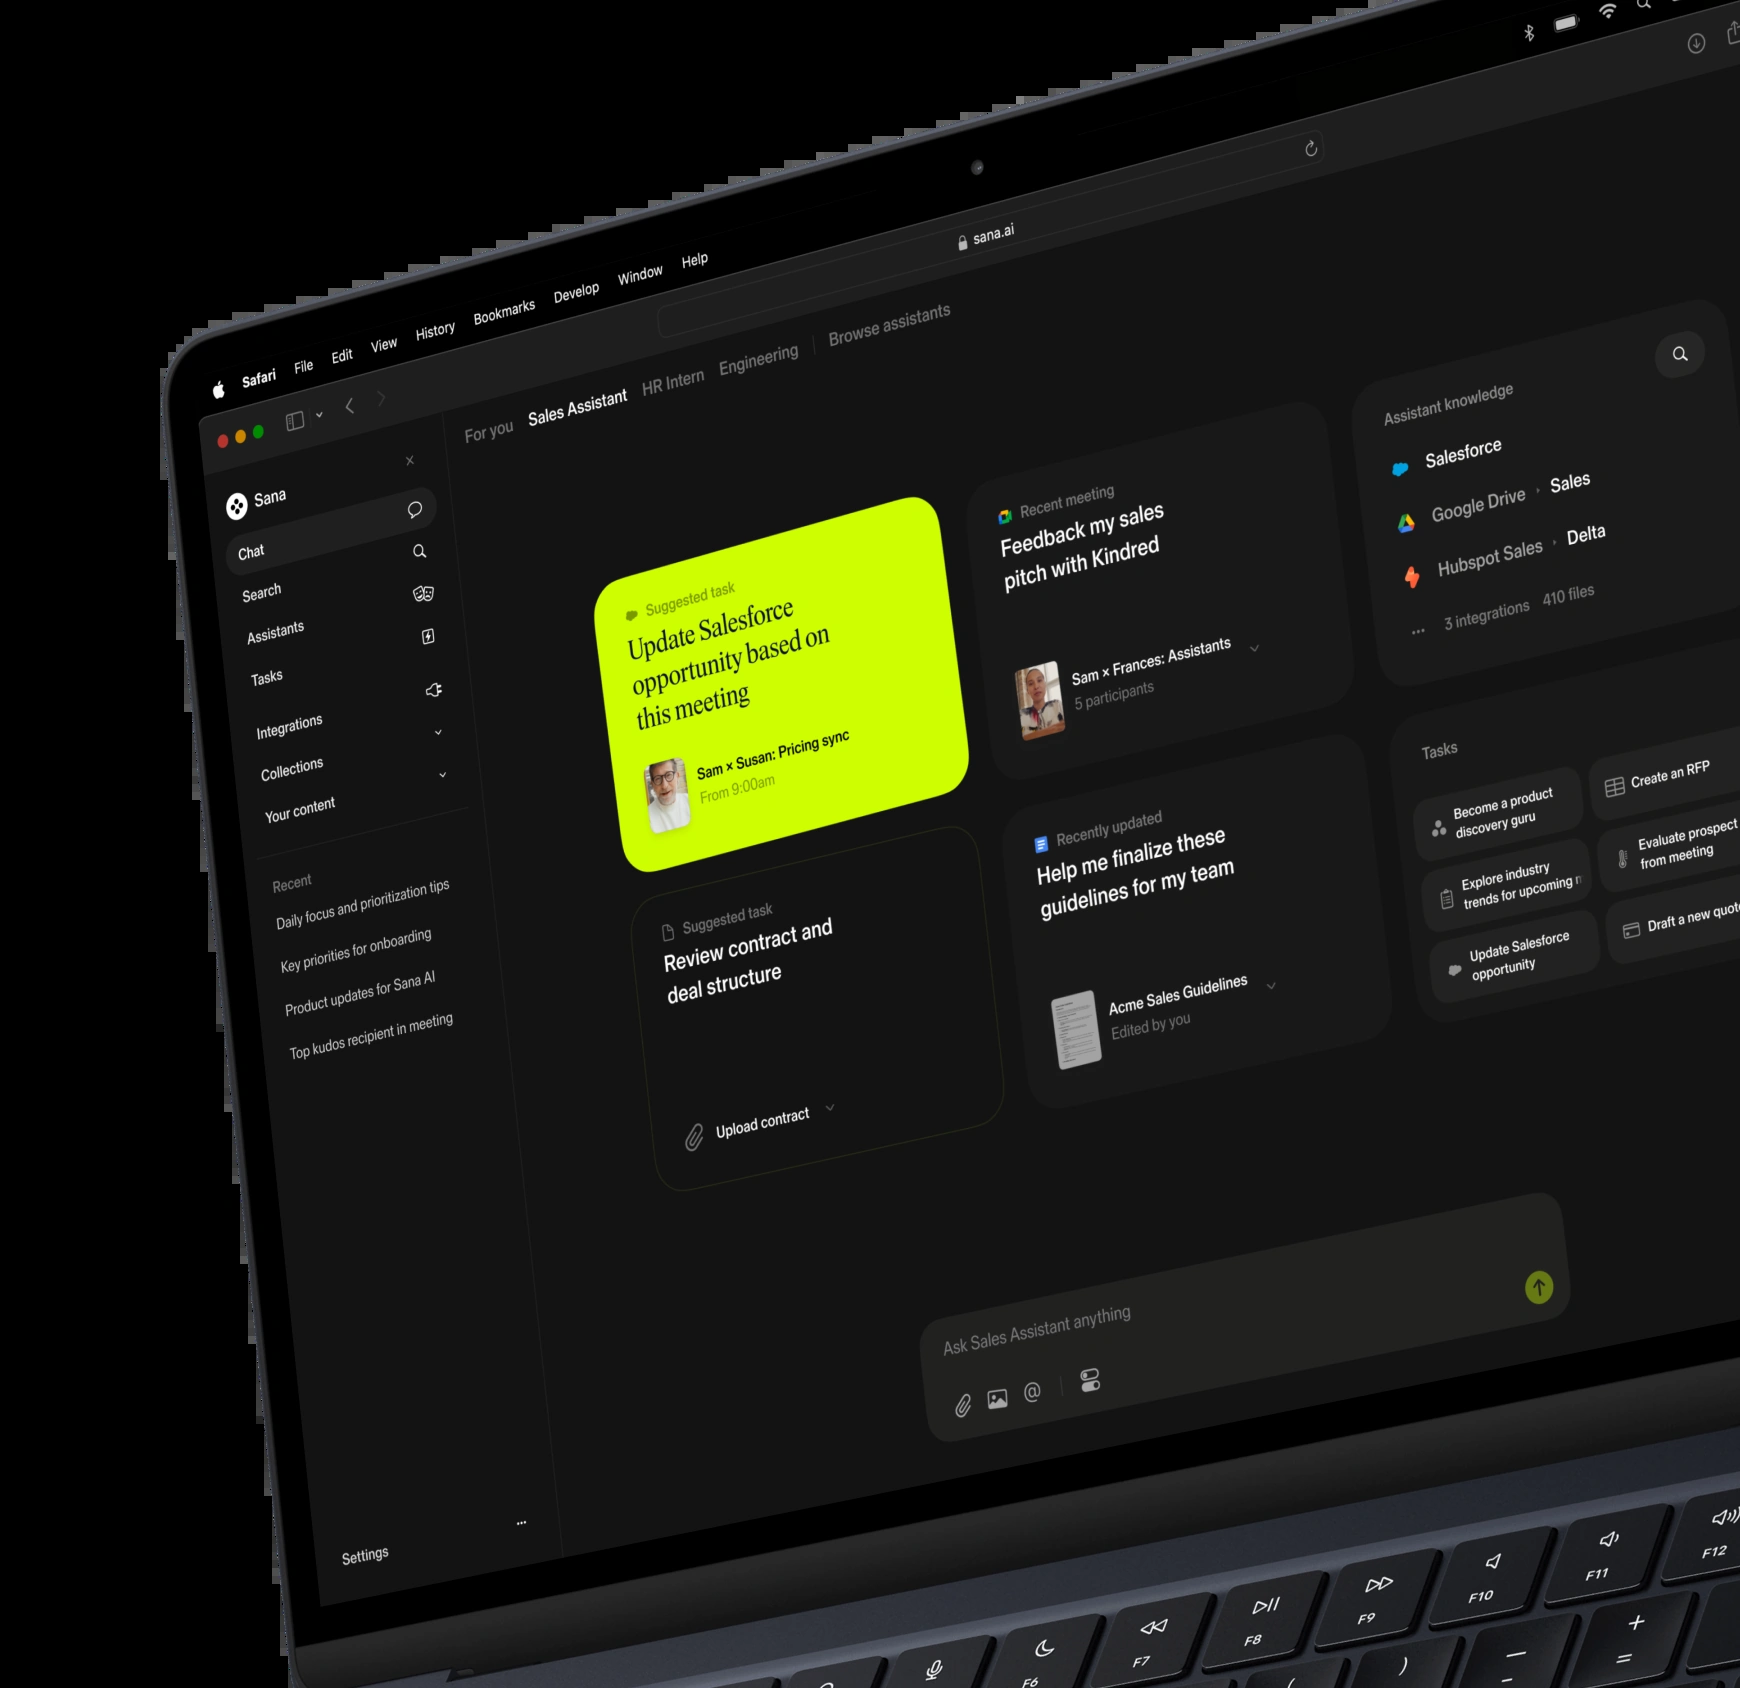 Safari File Edit View History Bookmarks Develop Window Help
sana.ai
Sana
Chat
Search
Assistants
Tasks
Integrations
Collections
Your content
Recent
Daily focus and prioritization tips
Key priorities for onboarding
Product updates for Sana AI
Top kudos recipient in meeting
Settings
For you Sales Assistant HR Intern Engineering Browse assistants
Suggested task
Update Salesforce
opportunity based on
this meeting
Sam × Susan: Pricing sync
From 9:00am
Recent meeting
Feedback my sales
pitch with Kindred
Sam × Frances: Assistants
5 participants
Suggested task
Review contract and
deal structure
Upload contract
Recently updated
Help me finalize these
guidelines for my team
Acme Sales Guidelines
Edited by you
Assistant knowledge
Salesforce
Google Drive › Sales
Hubspot Sales › Delta
... 3 integrations 410 files
Tasks
Become a product
discovery guru
Create an RFP
Explore industry
trends for upcoming
Evaluate prospect
from meeting
Update Salesforce
opportunity
Draft a new quote
Ask Sales Assistant anything
@
F6 F7 F8 F9 F10 F11 F12
) — + =